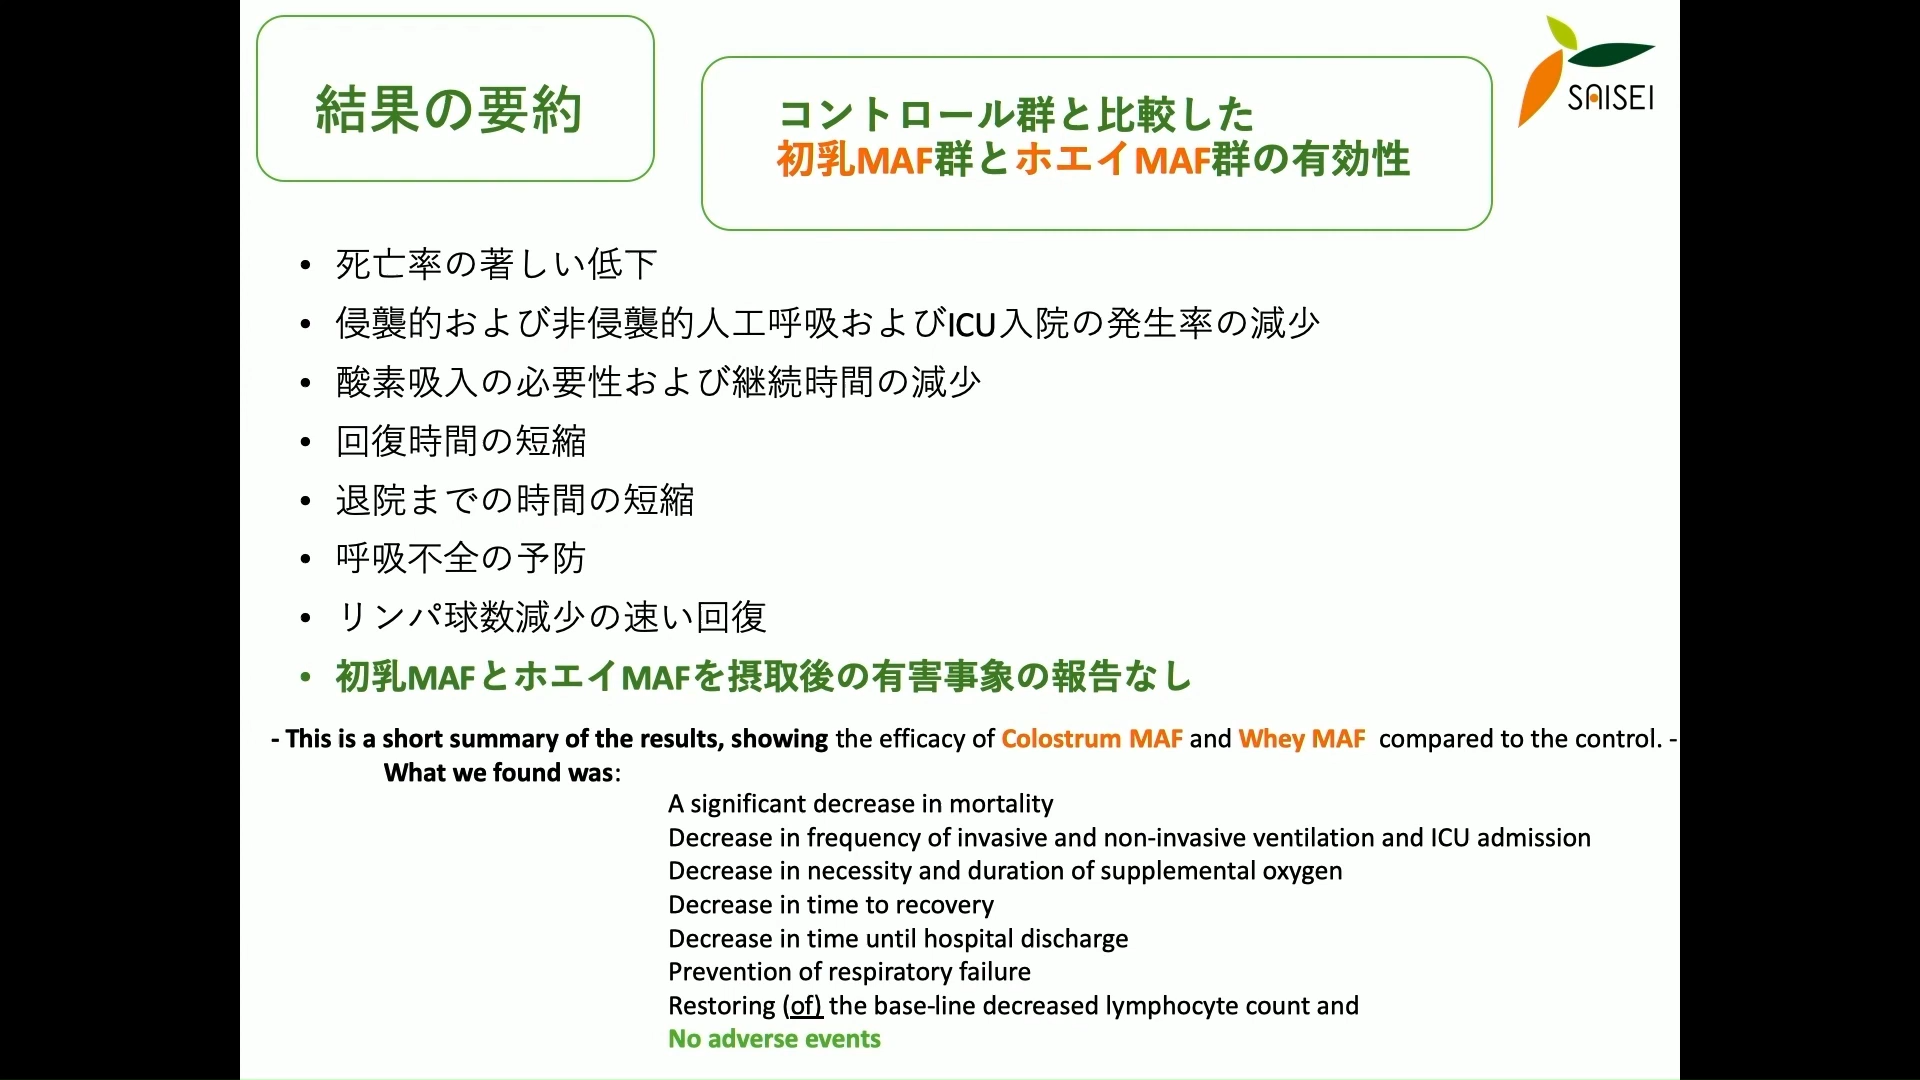 結果の要約
コントロール群と比較した
初乳MAF群とホエイMAF群の有効性
SAISEI
• 死亡率の著しい低下
• 侵襲的および非侵襲的人工呼吸およびICU入院の発生率の減少
• 酸素吸入の必要性および継続時間の減少
• 回復時間の短縮
• 退院までの時間の短縮
• 呼吸不全の予防
• リンパ球数減少の速い回復
• 初乳MAFとホエイMAFを摂取後の有害事象の報告なし
- This is a short summary of the results, showing the efficacy of Colostrum MAF and Whey MAF compared to the control. -
What we found was:
A significant decrease in mortality
Decrease in frequency of invasive and non-invasive ventilation and ICU admission
Decrease in necessity and duration of supplemental oxygen
Decrease in time to recovery
Decrease in time until hospital discharge
Prevention of respiratory failure
Restoring (of) the base-line decreased lymphocyte count and
No adverse events